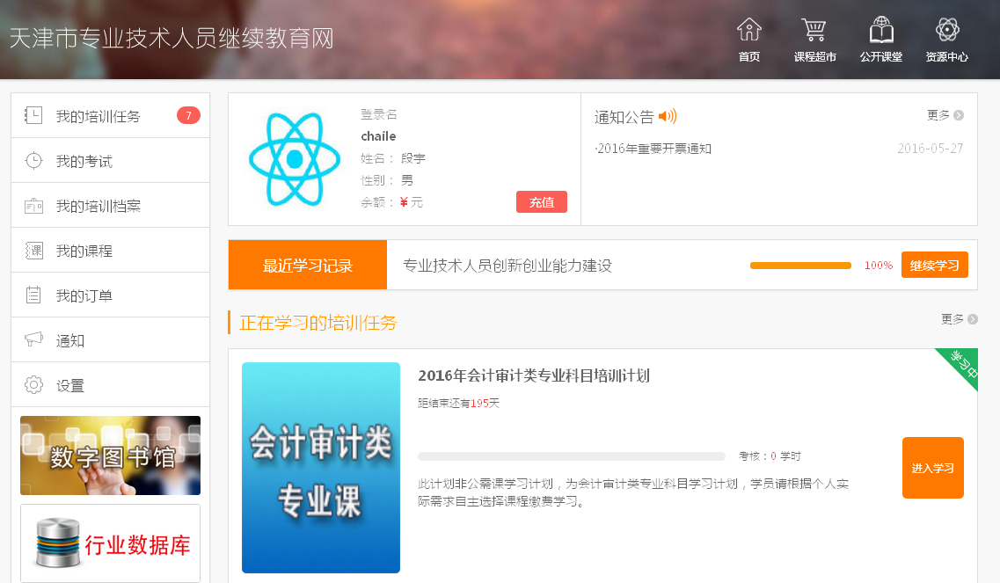 天津市专业技术人员继续教育网
首页
课程超市
公开课堂
资源中心
我的培训任务
7
我的考试
我的培训档案
课
我的课程
我的订单
通知
设置
数字图书馆
行业数据库
登录名
chaile
姓名： 段宇
性别： 男
余额：¥元
充值
通知公告
更多
·2016年重要开票通知
2016-05-27
最近学习记录
专业技术人员创新创业能力建设
100%
继续学习
正在学习的培训任务
更多
会计审计类
专业课
2016年会计审计类专业科目培训计划
学习中
距结束还有195天
考核：0 学时
进入学习
此计划非公需课学习计划，为会计审计类专业科目学习计划，学员请根据个人实
际需求自主选择课程缴费学习。